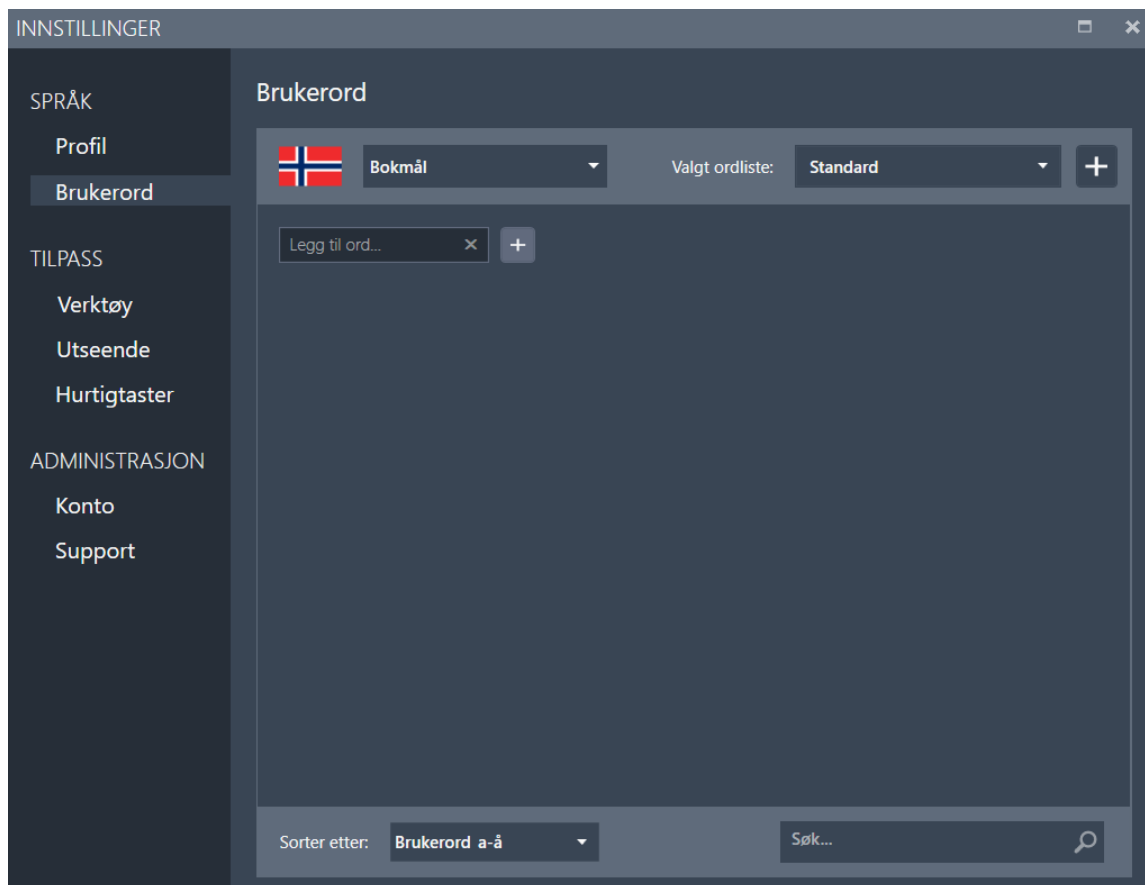 INNSTILLINGER
SPRÅK
Profil
Brukerord
TILPASS
Verktøy
Utseende
Hurtigtaster
ADMINISTRASJON
Konto
Support
Brukerord
Bokmål
Valgt ordliste:
Standard
Legg til ord...
Sorter etter:
Brukerord a-å
Søk...